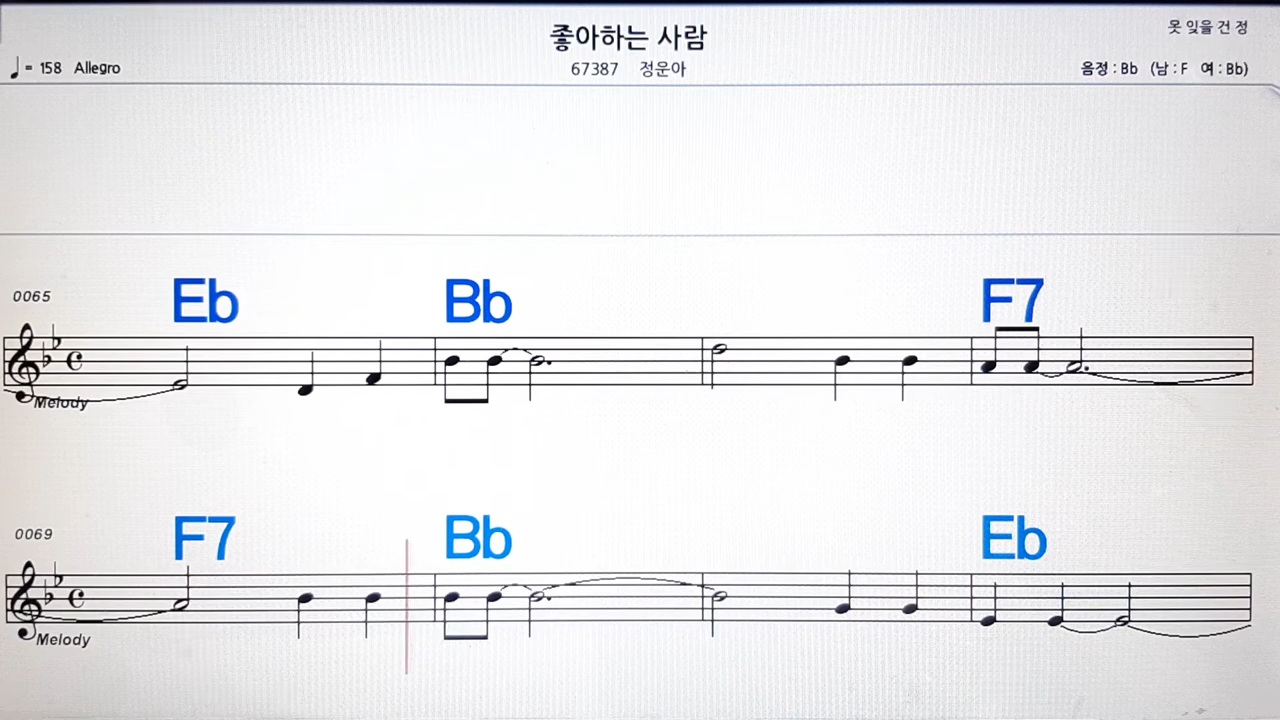 좋아하는 사람
못 잊을 건 정
♩= 158 Allegro
67387 정운아
음정 : Bb (남 : F 여 : Bb)
0065
Eb Bb F7
Melody
0069
F7 Bb Eb
Melody